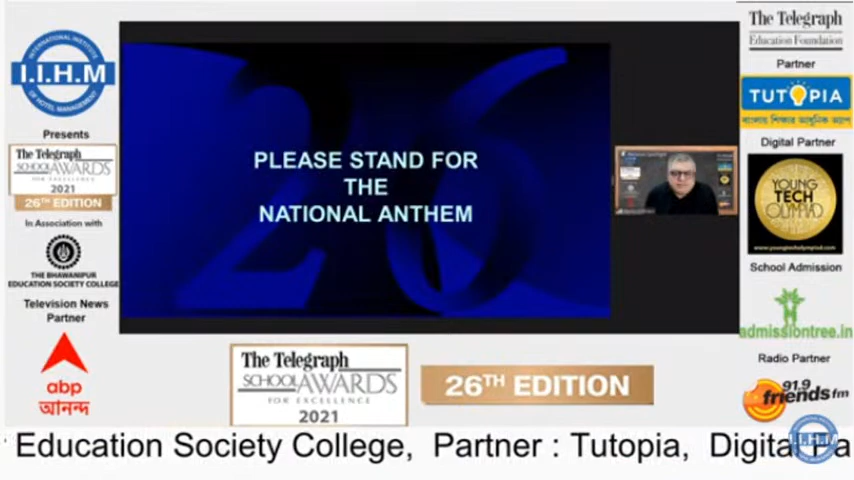 INTERNATIONAL INSTITUTE
I.I.H.M
OF HOTEL MANAGEMENT
Presents
The Telegraph
SCHOOL AWARDS
FOR EXCELLENCE
2021
26TH EDITION
In Association with
THE BHAWANIPUR
EDUCATION SOCIETY COLLEGE
Television News
Partner
abp
আনন্দ
PLEASE STAND FOR
THE
NATIONAL ANTHEM
The Telegraph
Education Foundation
Partner
TUTOPIA
বাংলায় শিক্ষার আধুনিক অ্যাপ
Digital Partner
YOUNG
TECH
OLYMPIAD
www.youngtecholympiad.com
School Admission
admissiontree.in
Radio Partner
91.9
friends fm
The Telegraph
SCHOOL AWARDS
FOR EXCELLENCE
2021
26TH EDITION
Education Society College, Partner : Tutopia, Digital Pa
I.I.H.M